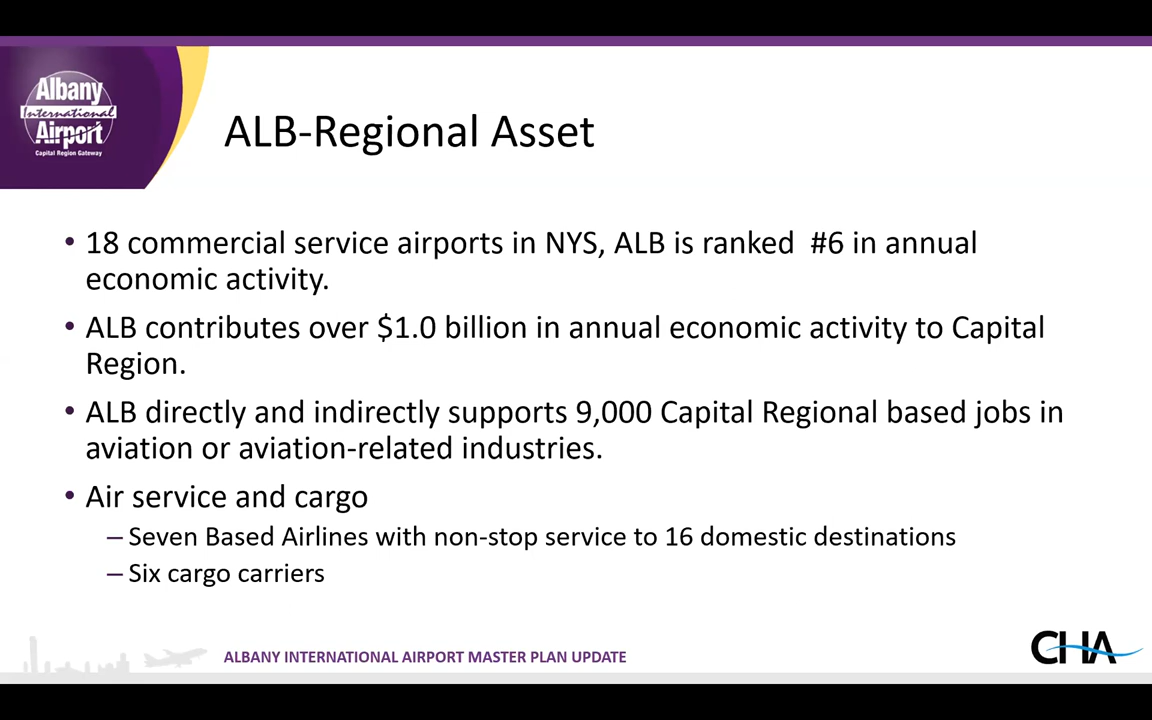 Albany
International
Airport
Capital Region Gateway
ALB-Regional Asset
• 18 commercial service airports in NYS, ALB is ranked  #6 in annual
economic activity.
• ALB contributes over $1.0 billion in annual economic activity to Capital
Region.
• ALB directly and indirectly supports 9,000 Capital Regional based jobs in
aviation or aviation-related industries.
• Air service and cargo
– Seven Based Airlines with non-stop service to 16 domestic destinations
– Six cargo carriers
ALBANY INTERNATIONAL AIRPORT MASTER PLAN UPDATE
CHA